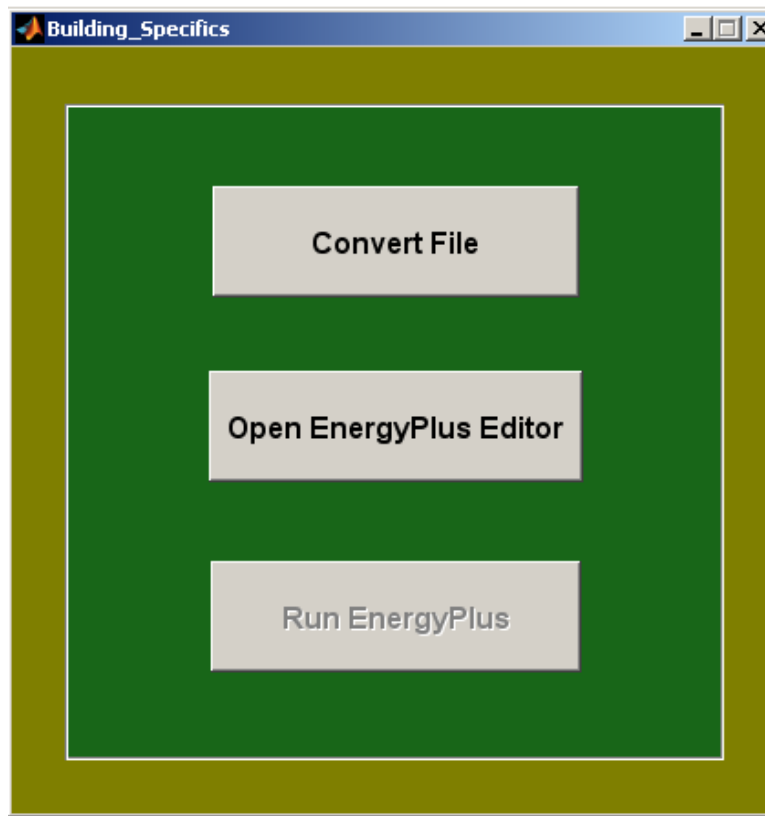 Building_Specifics
Convert File
Open EnergyPlus Editor
Run EnergyPlus